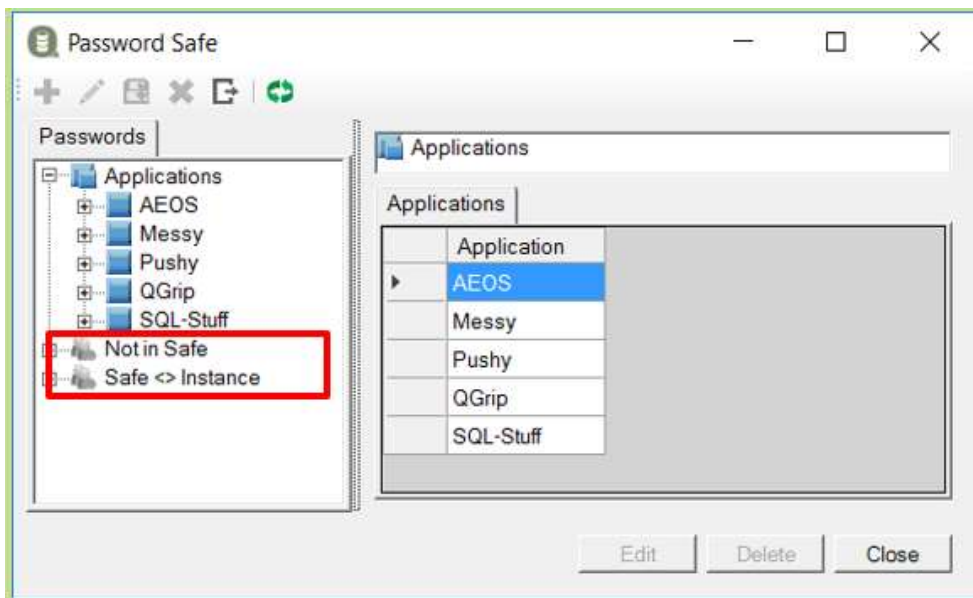 Password Safe
Passwords
Applications
AEOS
Messy
Pushy
QGrip
SQL-Stuff
Not in Safe
Safe <> Instance
Applications
Applications
Application
AEOS
Messy
Pushy
QGrip
SQL-Stuff
Edit
Delete
Close